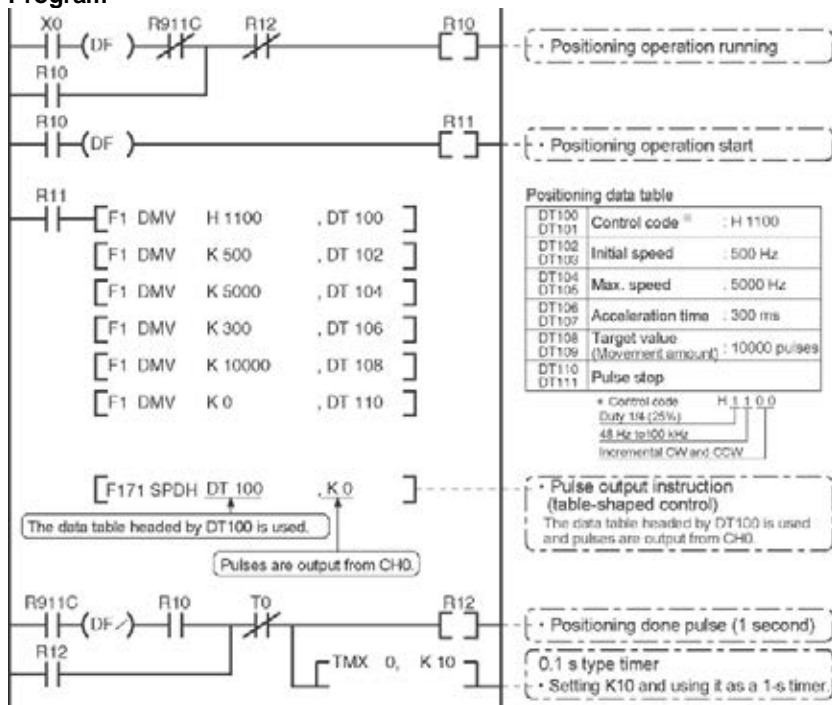 Program
X0 (DF) R911C R12 R10
· Positioning operation running
R10
R10 (DF) R11
· Positioning operation start
R11
[F1 DMV H 1100 , DT 100 ]
[F1 DMV K 500 , DT 102 ]
[F1 DMV K 5000 , DT 104 ]
[F1 DMV K 300 , DT 106 ]
[F1 DMV K 10000 , DT 108 ]
[F1 DMV K 0 , DT 110 ]
Positioning data table
DT100 DT101 Control code * : H 1100
DT102 DT103 Initial speed : 500 Hz
DT104 DT105 Max. speed : 5000 Hz
DT106 DT107 Acceleration time : 300 ms
DT108 DT109 Target value (Movement amount) : 10000 pulses
DT110 DT111 Pulse stop
* Control code H 1 1 0 0
Duty 1/4 (25%)
48 Hz to 100 kHz
Incremental CW and CCW
[F171 SPDH DT 100 , K 0 ]
The data table headed by DT100 is used.
Pulses are output from CH0.
· Pulse output instruction
(table-shaped control)
The data table headed by DT100 is used
and pulses are output from CH0.
R911C (DF/) R10 T0 R12
· Positioning done pulse (1 second)
R12
TMX 0, K 10
0.1 s type timer
· Setting K10 and using it as a 1-s timer.